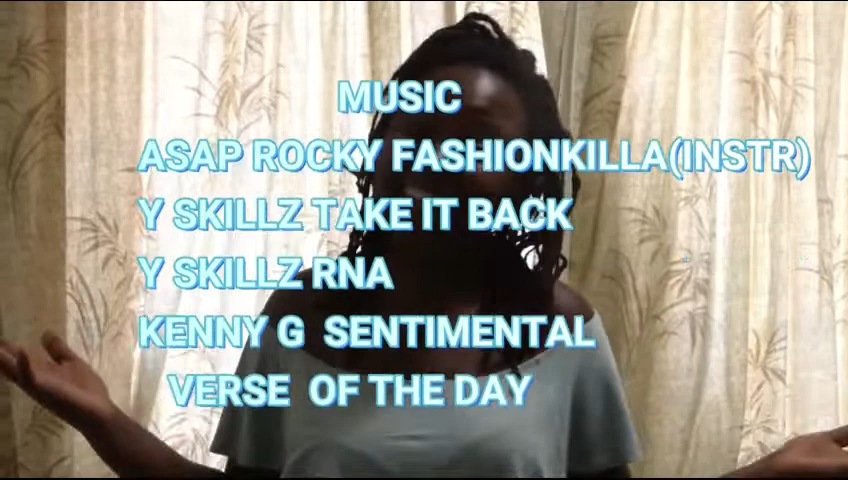 MUSIC
ASAP ROCKY FASHIONKILLA(INSTR)
Y SKILLZ TAKE IT BACK
Y SKILLZ RNA
KENNY G SENTIMENTAL
VERSE OF THE DAY